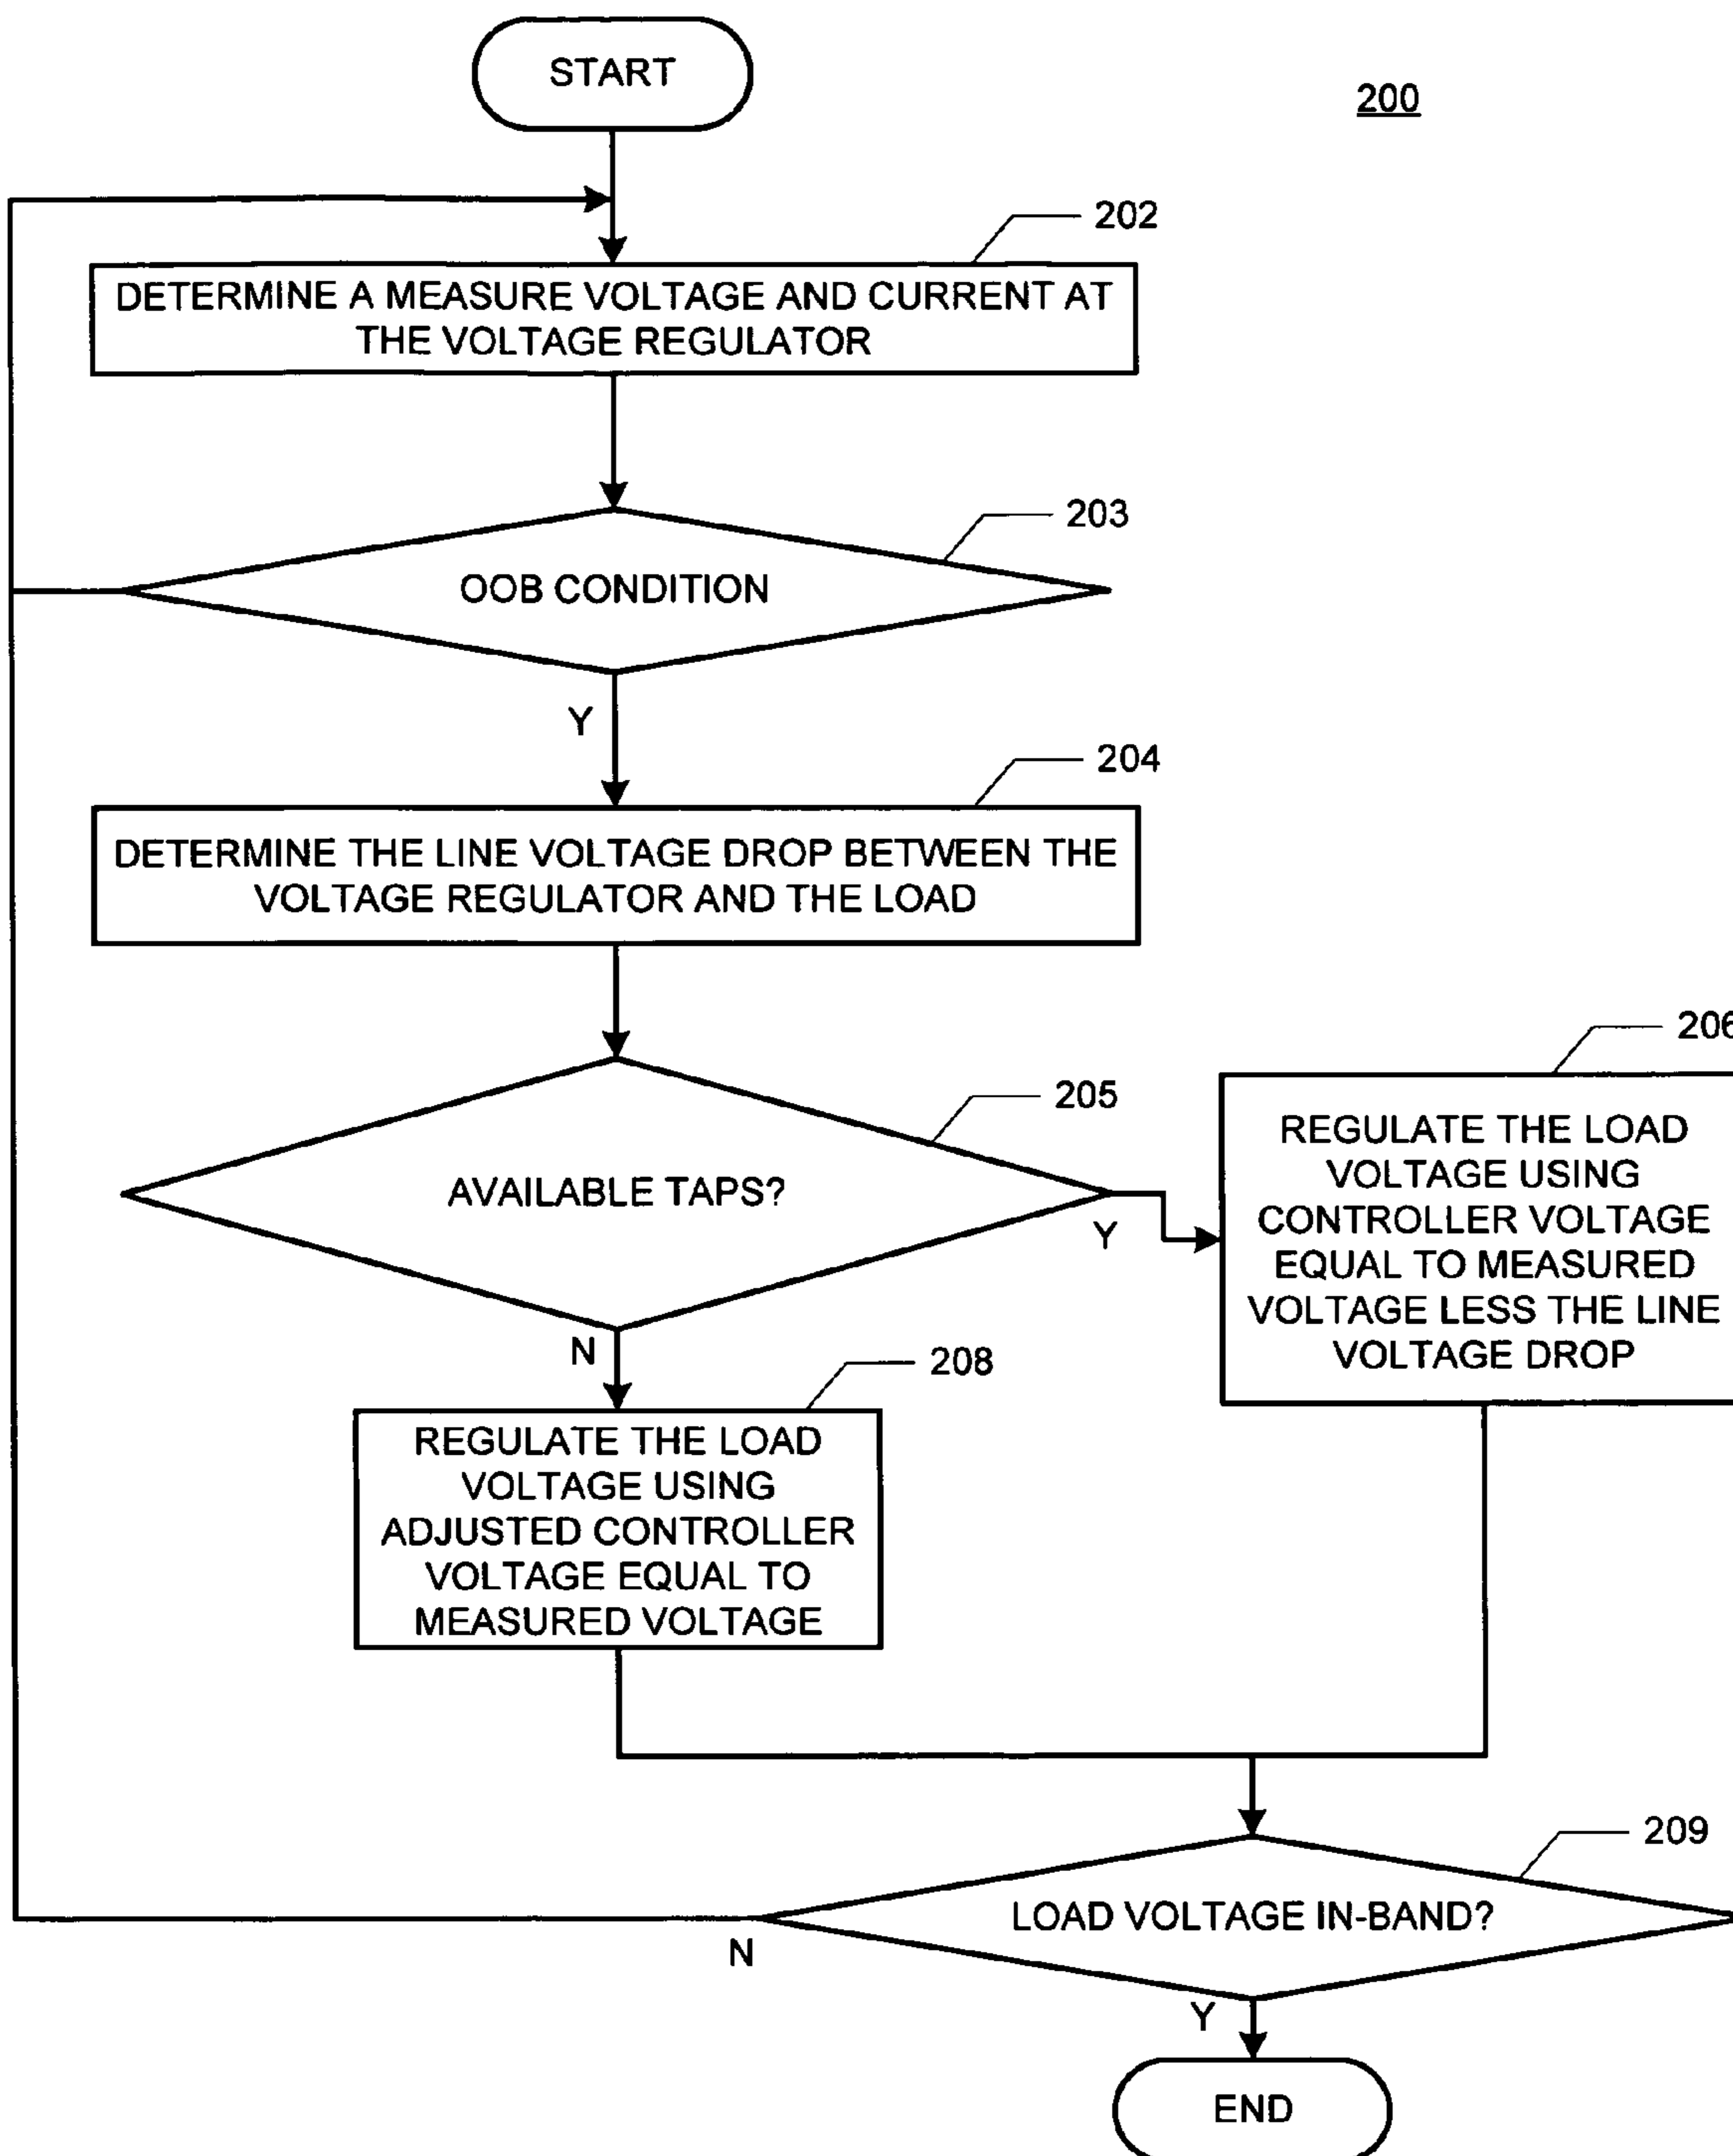 START
200
202
DETERMINE A MEASURE VOLTAGE AND CURRENT AT
THE VOLTAGE REGULATOR
203
OOB CONDITION
Y
204
DETERMINE THE LINE VOLTAGE DROP BETWEEN THE
VOLTAGE REGULATOR AND THE LOAD
206
205
AVAILABLE TAPS?
Y
REGULATE THE LOAD
VOLTAGE USING
CONTROLLER VOLTAGE
EQUAL TO MEASURED
VOLTAGE LESS THE LINE
VOLTAGE DROP
N
208
REGULATE THE LOAD
VOLTAGE USING
ADJUSTED CONTROLLER
VOLTAGE EQUAL TO
MEASURED VOLTAGE
209
LOAD VOLTAGE IN-BAND?
N
Y
END